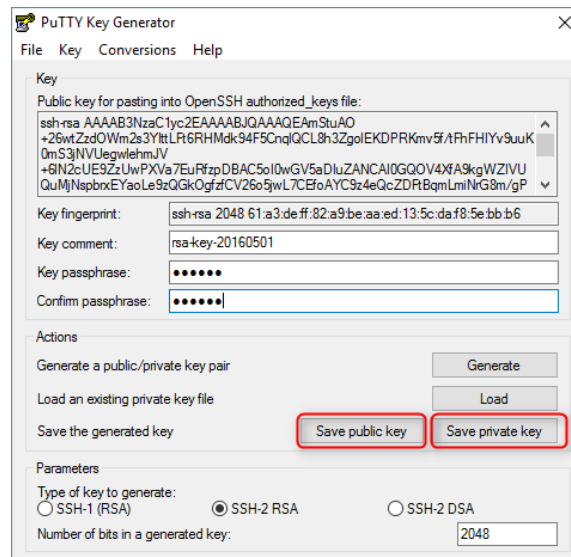 PuTTY Key Generator
File Key Conversions Help
Key
Public key for pasting into OpenSSH authorized_keys file:
ssh-rsa AAAAB3NzaC1yc2EAAAABJQAAAQEAmStuAO
+26wtZzdOWm2s3YlttLFt6RHMdk94F5CnqlQCL8h3ZgolEKDPRKmv5f/tFhFHIYv9uuK
0mS3jNVUegwlehmJV
+6IN2cUE9ZzUwPXVa7EuRfzpDBAC5oI0wGV5aDIuZANCAI0GQOV4XfA9kgWZIVU
QuMjNspbrxEYaoLe9zQGkOgfzfCV26o5jwL7CEfoAYC9z4eQcZDFtBqmLmiNrG8m/gP
Key fingerprint: ssh-rsa 2048 61:a3:de:ff:82:a9:be:aa:ed:13:5c:da:f8:5e:bb:b6
Key comment: rsa-key-20160501
Key passphrase: ●●●●●●
Confirm passphrase: ●●●●●●
Actions
Generate a public/private key pair Generate
Load an existing private key file Load
Save the generated key Save public key Save private key
Parameters
Type of key to generate:
SSH-1 (RSA) SSH-2 RSA SSH-2 DSA
Number of bits in a generated key: 2048